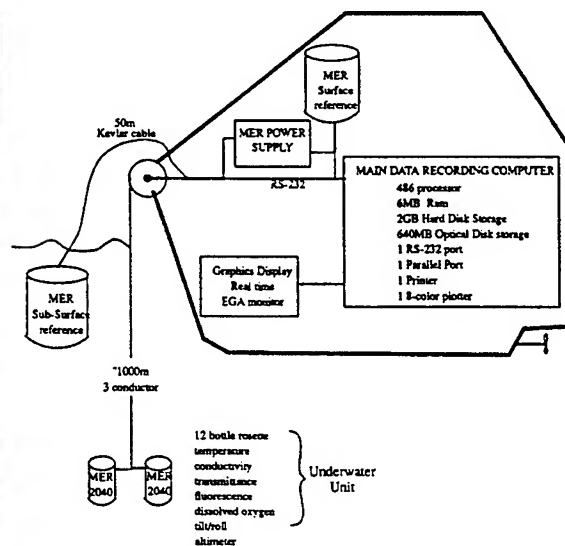 MER
Surface
reference
50m
Kevlar cable
MER POWER
SUPPLY
RS-232
MAIN DATA RECORDING COMPUTER
486 processor
6MB Ram
2GB Hard Disk Storage
640MB Optical Disk storage
1 RS-232 port
1 Parallel Port
1 Printer
1 8-color plotter
Graphics Display
Real time
EGA monitor
MER
Sub-Surface
reference
~1000m
3 conductor
MER
2040
MER
2040
12 bottle rosette
temperature
conductivity
transmittance
fluorescence
dissolved oxygen
tilt/roll
altimeter
Underwater
Unit